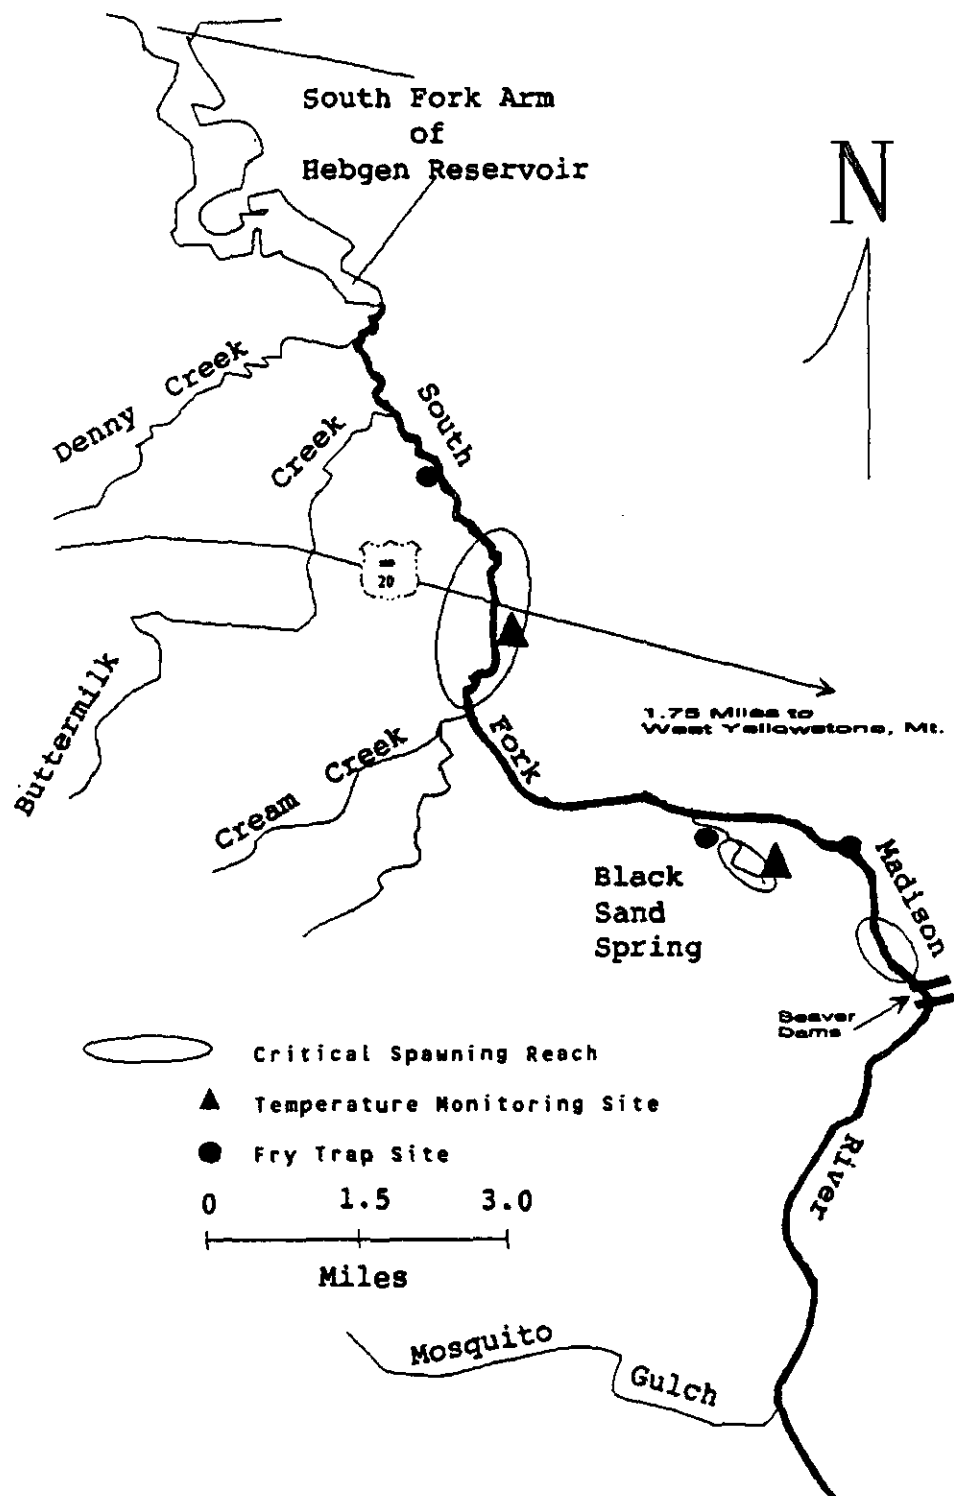 South Fork Arm
of
Hebgen Reservoir
N
Denny Creek
Creek
South
20
Buttermilk
1.75 Miles to
West Yellowstone, Mt.
Fork
Cream Creek
Madison
Black
Sand
Spring
Beaver
Dams
Critical Spawning Reach
Temperature Monitoring Site
Fry Trap Site
River
0 1.5 3.0
Miles
Mosquito
Gulch